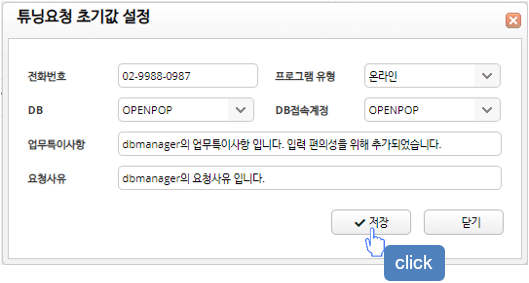 튜닝요청 초기값 설정
전화번호 02-9988-0987 프로그램 유형 온라인
DB OPENPOP DB접속계정 OPENPOP
업무특이사항 dbmanager의 업무특이사항 입니다. 입력 편의성을 위해 추가되었습니다.
요청사유 dbmanager의 요청사유 입니다.
저장 닫기
click